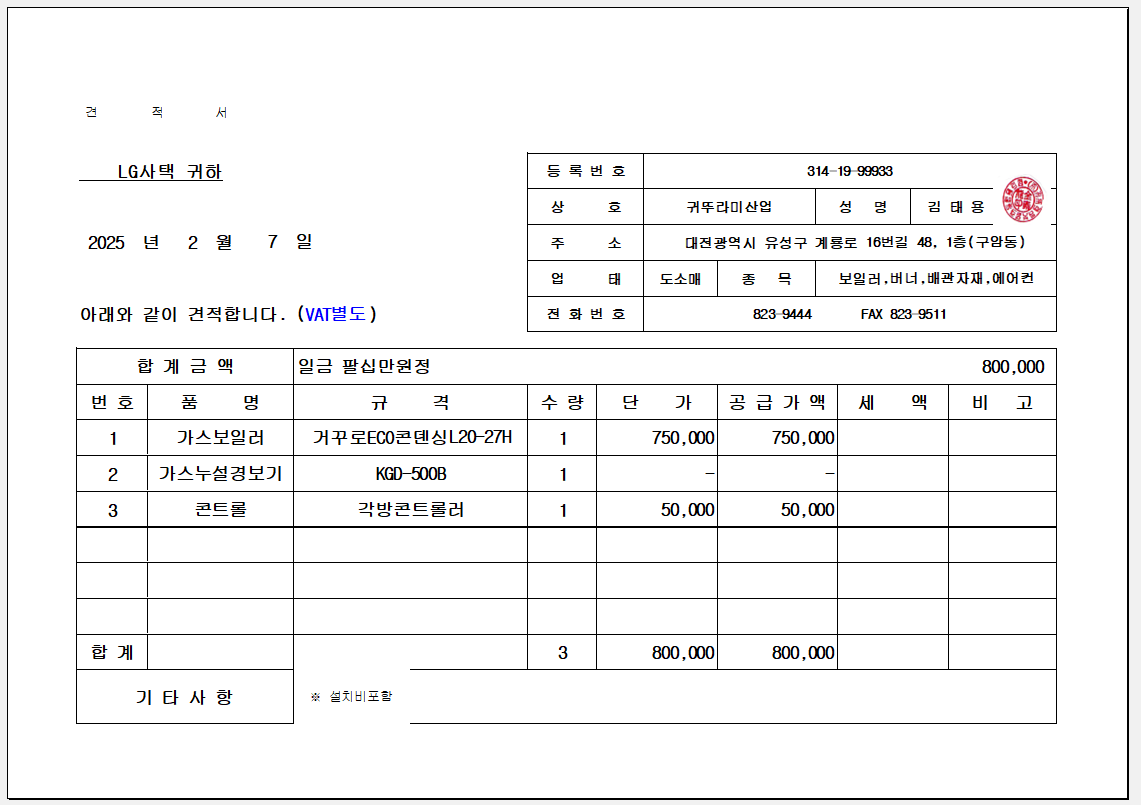 견 적 서
LG사택 귀하
2025 년 2 월 7 일
아래와 같이 견적합니다. (VAT별도)
등 록 번 호 314-19-99933
상 호 귀뚜라미산업 성 명 김 태 용
주 소 대전광역시 유성구 계룡로 16번길 48, 1층(구암동)
업 태 도소매 종 목 보일러,버너,배관자재,에어컨
전 화 번 호 823-9444 FAX 823-9511
합 계 금 액 일금 팔십만원정 800,000
번 호 품 명 규 격 수 량 단 가 공 급 가 액 세 액 비 고
1 가스보일러 거꾸로ECO콘덴싱L20-27H 1 750,000 750,000
2 가스누설경보기 KGD-500B 1 - -
3 콘트롤 각방콘트롤러 1 50,000 50,000
합 계 3 800,000 800,000
기 타 사 항 ※ 설치비포함